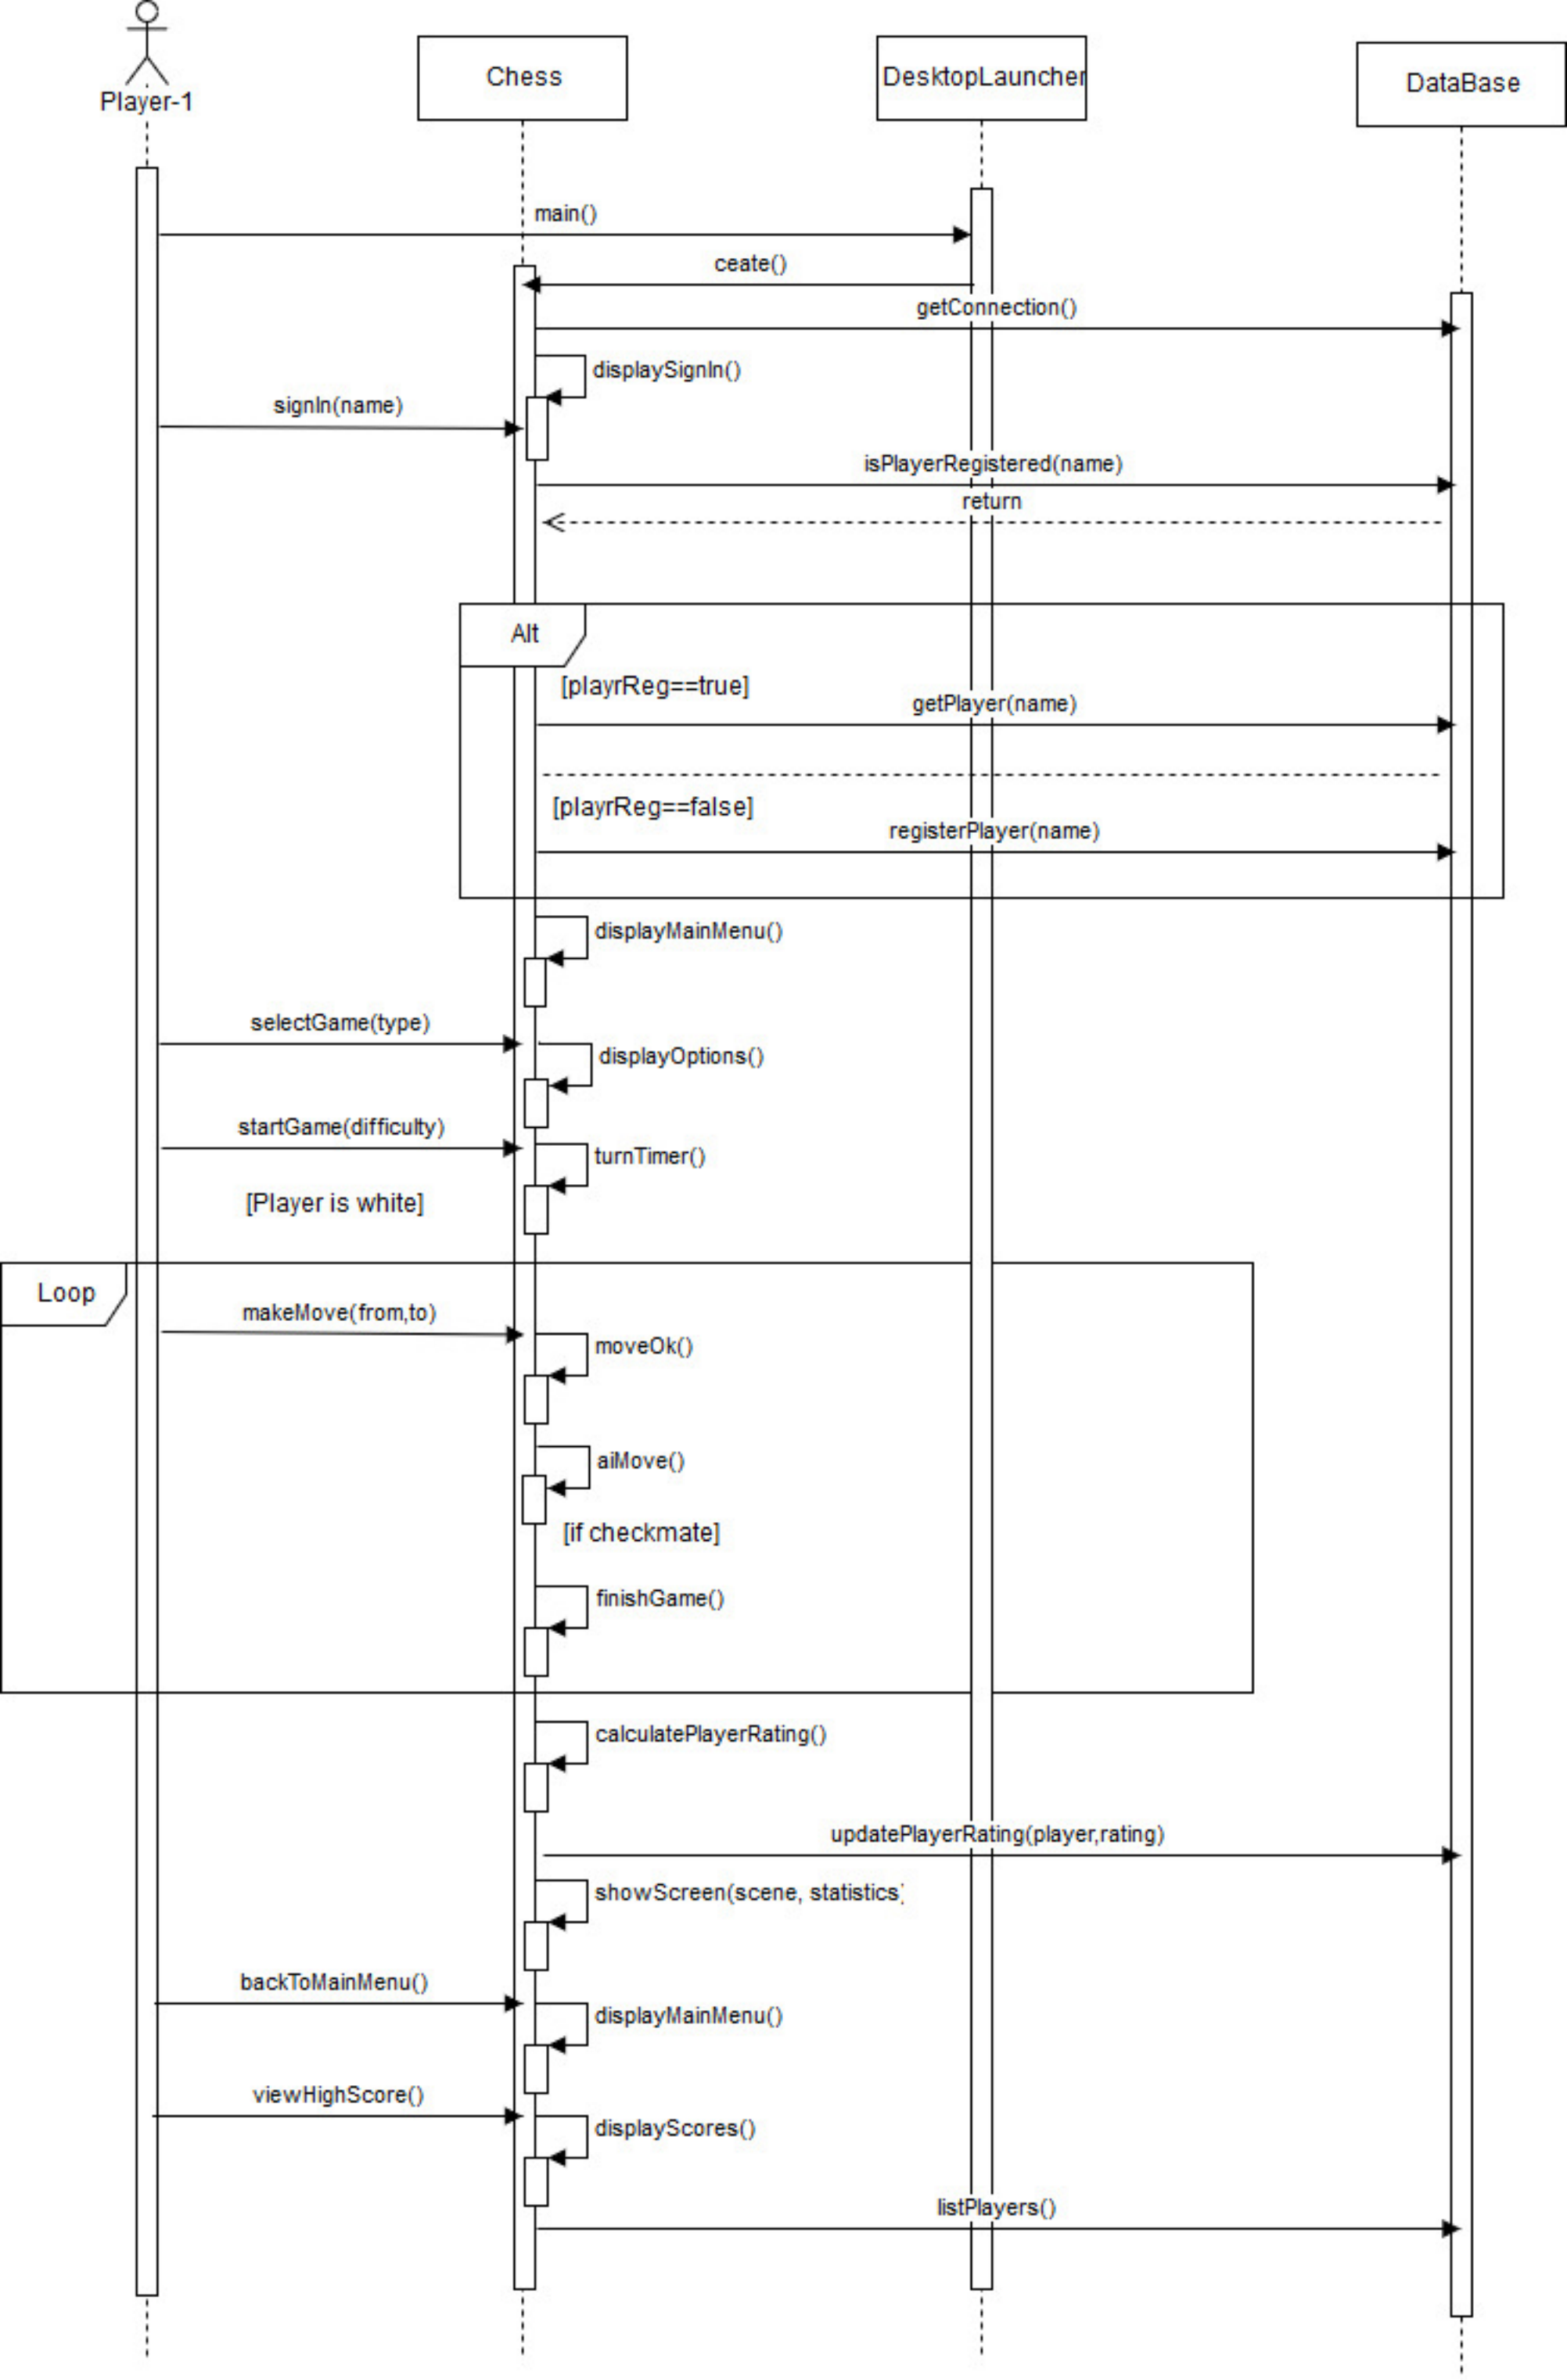 Player-1
Chess
DesktopLauncher
DataBase
main()
ceate()
getConnection()
displaySignIn()
signIn(name)
isPlayerRegistered(name)
return
Alt
[playrReg==true]
getPlayer(name)
[playrReg==false]
registerPlayer(name)
displayMainMenu()
selectGame(type)
displayOptions()
startGame(difficulty)
turnTimer()
[Player is white]
Loop
makeMove(from,to)
moveOk()
aiMove()
[if checkmate]
finishGame()
calculatePlayerRating()
updatePlayerRating(player,rating)
showScreen(scene, statistics)
backToMainMenu()
displayMainMenu()
viewHighScore()
displayScores()
listPlayers()